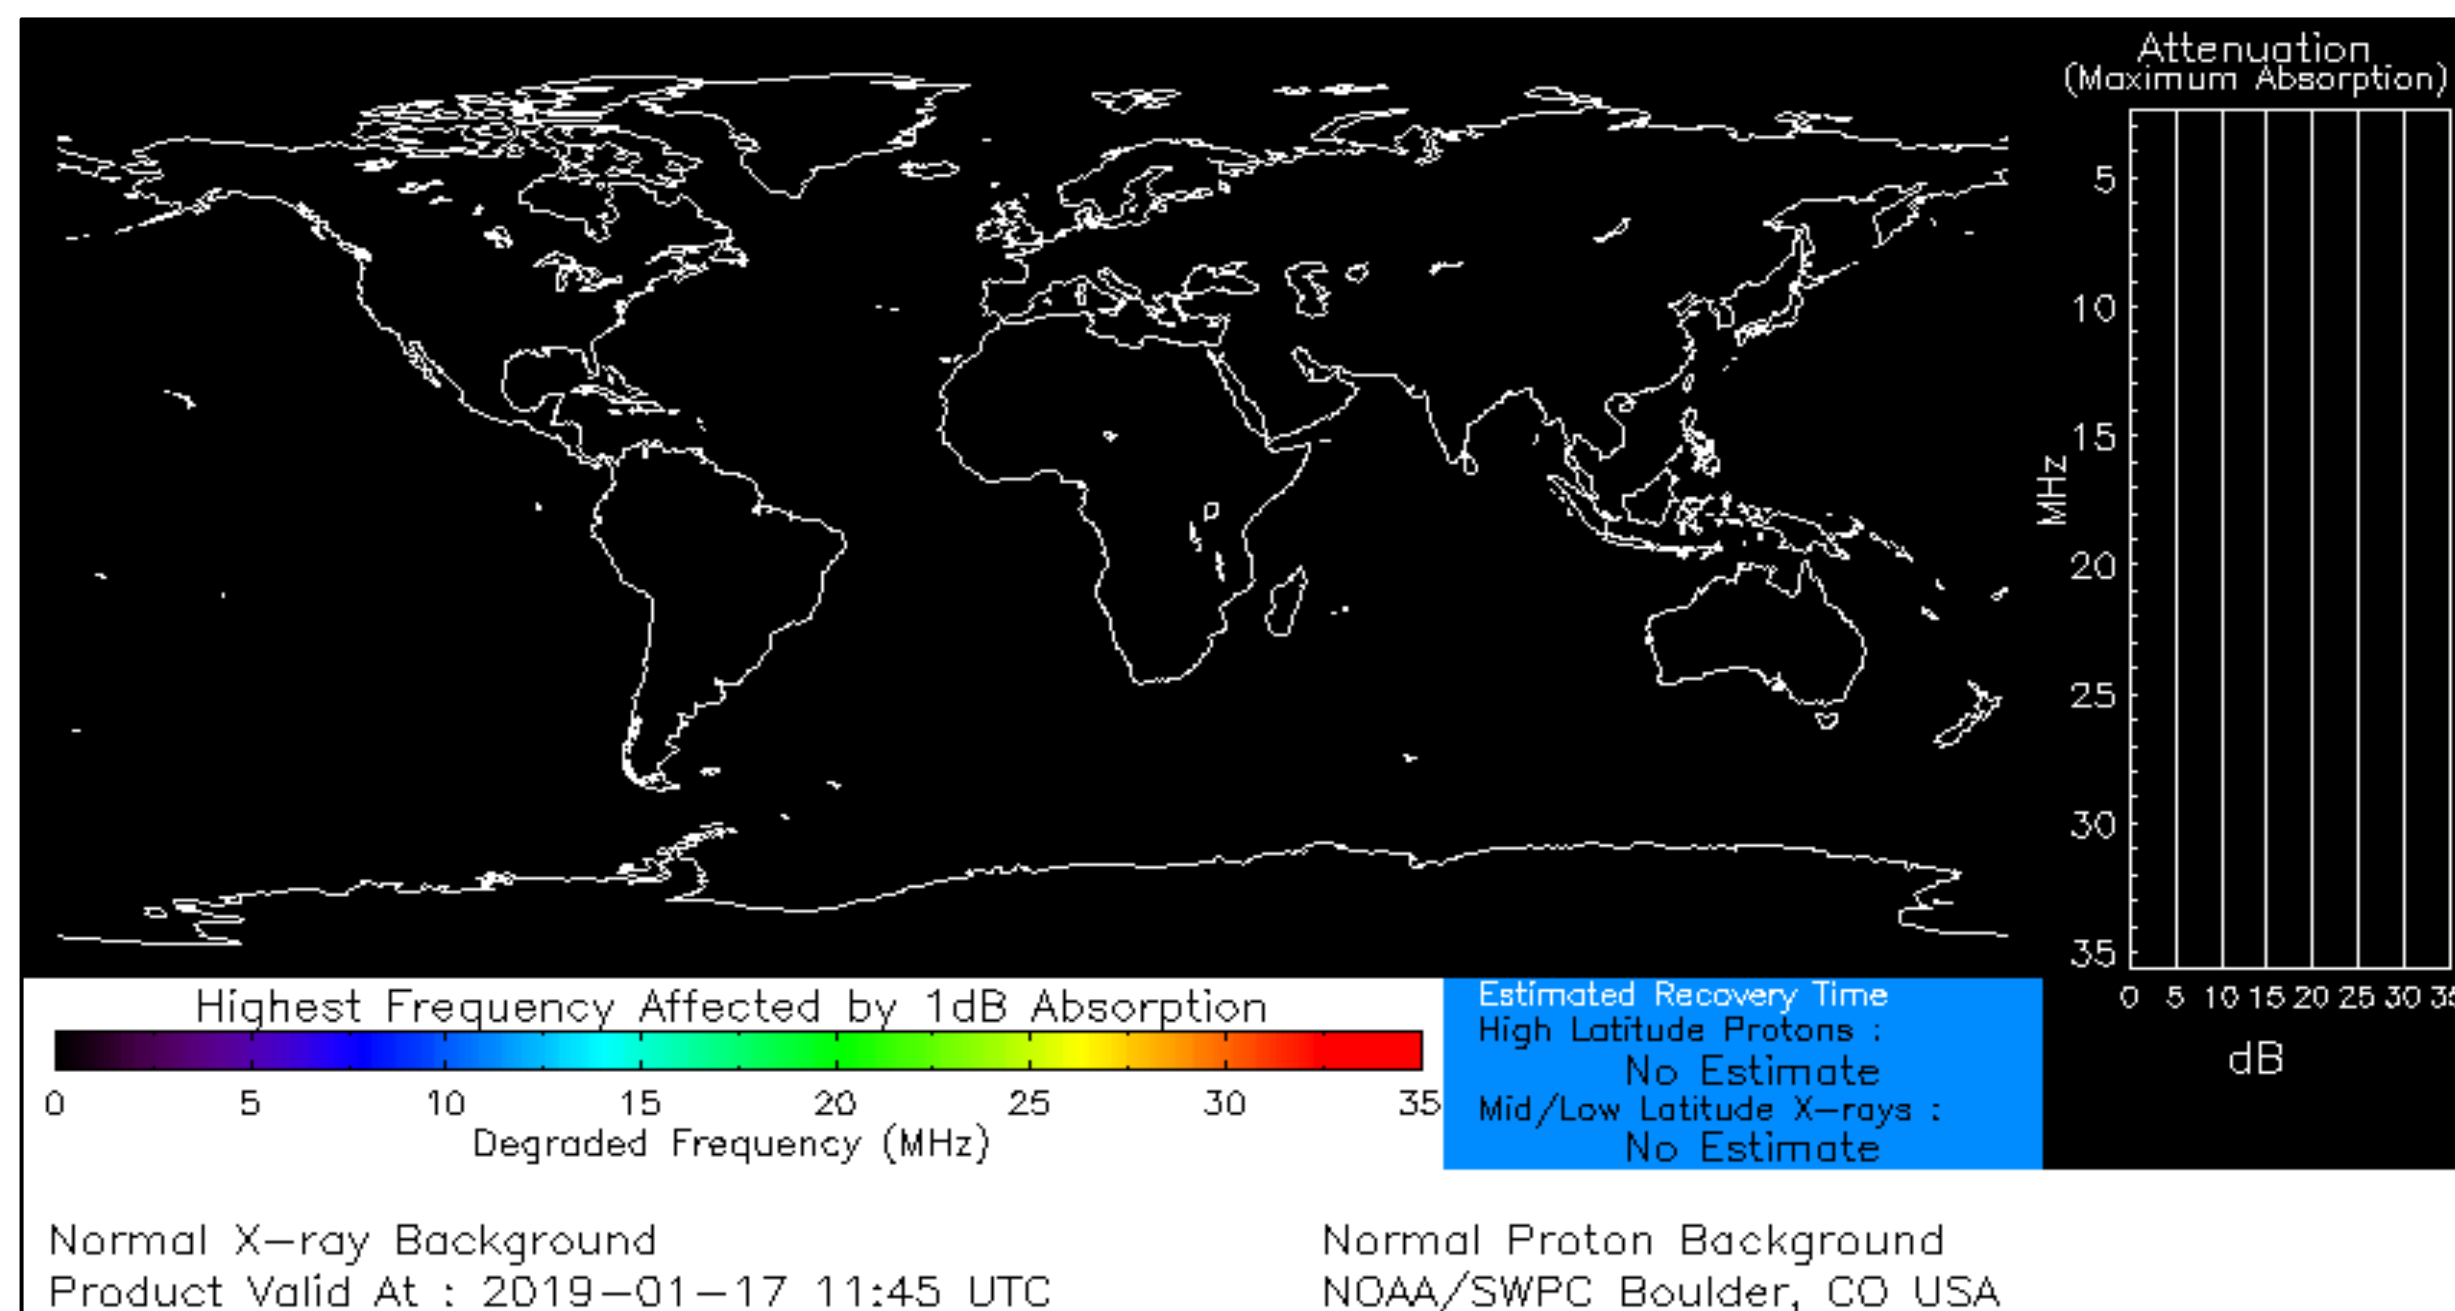 Attenuation
(Maximum Absorption)
5
10
15
20
25
30
35
MHz
0 5 10 15 20 25 30
dB
Highest Frequency Affected by 1dB Absorption
0 5 10 15 20 25 30 35
Degraded Frequency (MHz)
Estimated Recovery Time
High Latitude Protons :
No Estimate
Mid/Low Latitude X-rays :
No Estimate
Normal X-ray Background
Normal Proton Background
Product Valid At : 2019-01-17 11:45 UTC
NOAA/SWPC Boulder, CO USA